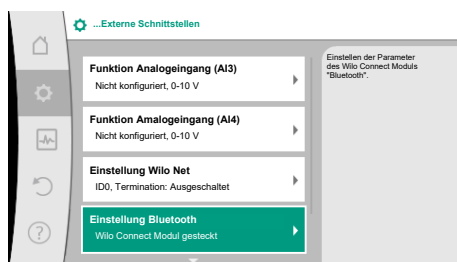 ...Externe Schnittstellen
Funktion Analogeingang (AI3)
Nicht konfiguriert, 0-10 V
Funktion Amalogeingang (AI4)
Nicht konfiguriert, 0-10 V
Einstellung Wilo Net
ID0, Termination: Ausgeschaltet
Einstellung Bluetooth
Wilo Connect Modul gesteckt
Einstellen der Parameter
des Wilo Connect Moduls
"Bluetooth".
?